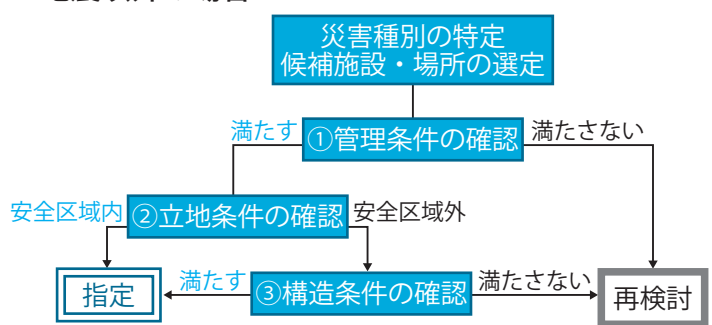 災害種別の特定
候補施設・場所の選定
満たす
①管理条件の確認
満たさない
安全区域内
②立地条件の確認
安全区域外
指定
満たす
③構造条件の確認
満たさない
再検討